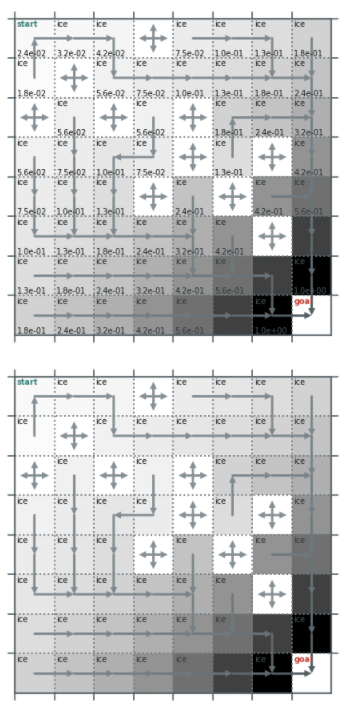 start ice ice ice ice ice ice
2.4e-02 3.2e-02 4.2e-02 7.5e-02 1.0e-01 1.3e-01 1.8e-01
ice ice ice ice ice ice ice
1.8e-02 5.6e-02 7.5e-02 1.0e-01 1.3e-01 1.8e-01 2.4e-01
ice ice ice ice ice
5.6e-02 5.6e-02 1.8e-01 2.4e-01 3.2e-01
ice ice ice ice ice ice
5.6e-02 7.5e-02 1.0e-01 7.5e-02 1.3e-01 4.2e-01
ice ice ice ice ice ice
7.5e-02 1.0e-01 1.3e-01 2.4e-01 4.2e-01 5.6e-01
ice ice ice ice ice ice
1.0e-01 1.3e-01 1.8e-01 2.4e-01 3.2e-01 4.2e-01
ice ice ice ice ice ice
1.3e-01 1.8e-01 2.4e-01 3.2e-01 4.2e-01 5.6e-01 1.0e+00
ice ice ice ice ice goal
1.8e-01 2.4e-01 3.2e-01 4.2e-01 5.6e-01 1.0e+00
start ice ice ice ice ice ice
ice ice ice ice ice ice ice
ice ice ice ice ice
ice ice ice ice ice ice
ice ice ice ice ice ice
ice ice ice ice ice ice
ice ice ice ice ice ice
ice ice ice ice ice goal